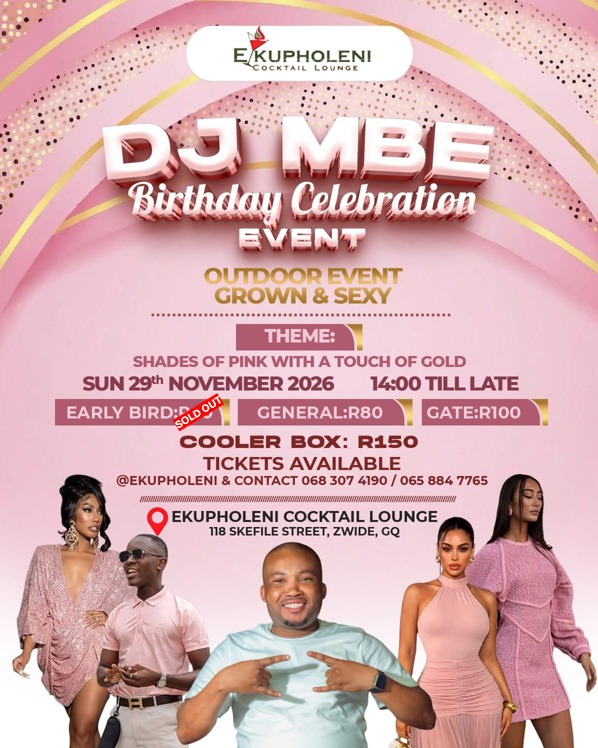 EKUPHOLENI
COCKTAIL LOUNGE
DJ MBE
Birthday Celebration
EVENT
OUTDOOR EVENT
GROWN & SEXY
THEME:
SHADES OF PINK WITH A TOUCH OF GOLD
SUN 29th NOVEMBER 2026 14:00 TILL LATE
EARLY BIRD: SOLD OUT GENERAL:R80 GATE:R100
COOLER BOX: R150
TICKETS AVAILABLE
@EKUPHOLENI & CONTACT 068 307 4190 / 065 884 7765
EKUPHOLENI COCKTAIL LOUNGE
118 SKEFILE STREET, ZWIDE, GQ